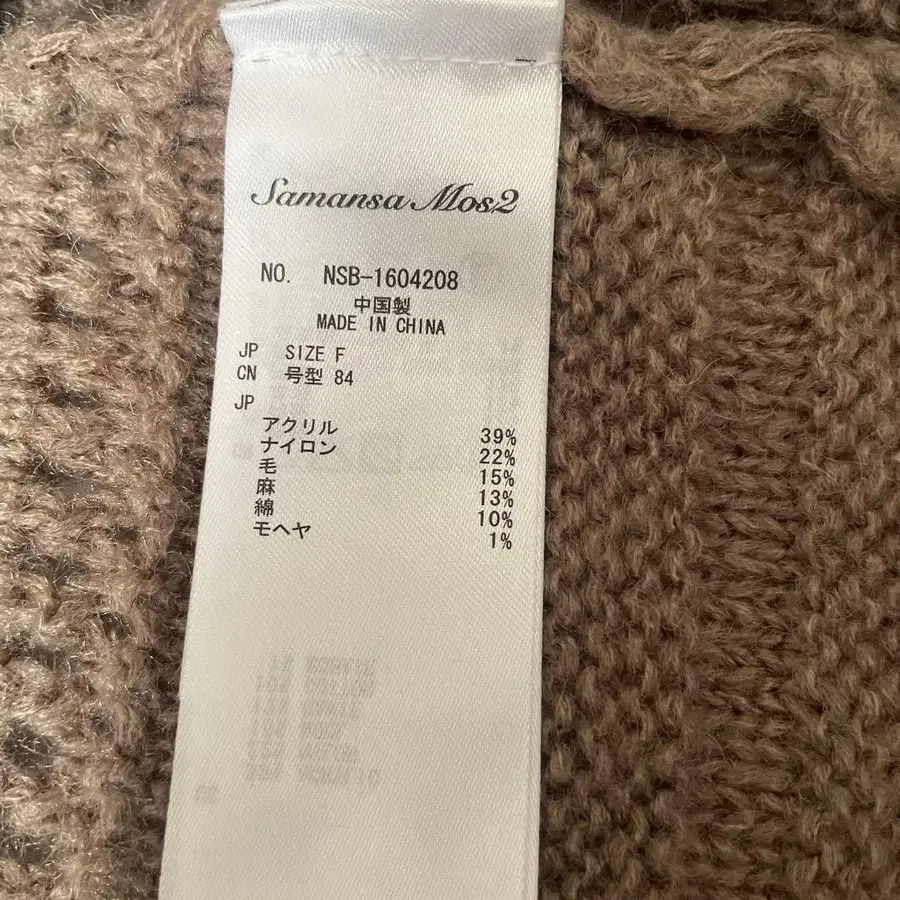 Samansa Mos2
NO. NSB-1604208
中国製
MADE IN CHINA
JP SIZE F
CN 号型 84
JP
アクリル 39%
ナイロン 22%
毛 15%
麻 13%
綿 10%
モヘヤ 1%